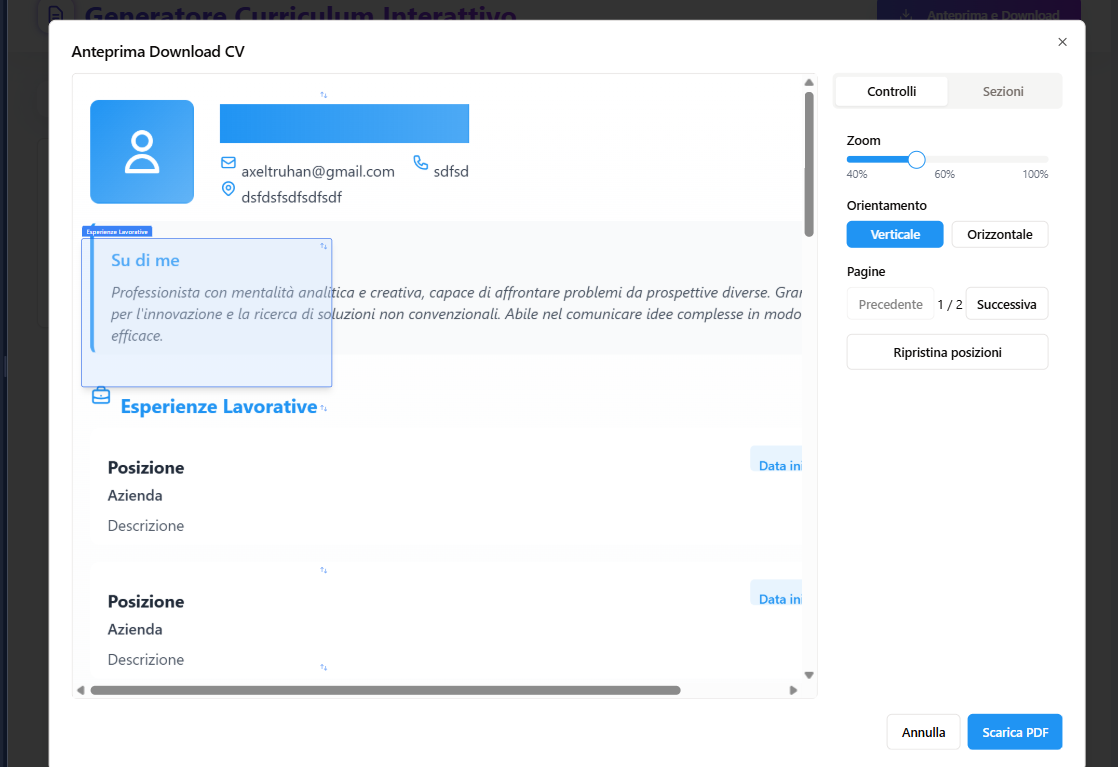 Generatore Curriculum Interattivo
Anteprima e Download
Anteprima Download CV
axeltruhan@gmail.com
sdfsd
dsfdsfsdfsdfsdf
Esperienze Lavorative
Su di me
Professionista con mentalità analitica e creativa, capace di affrontare problemi da prospettive diverse. Gran
per l'innovazione e la ricerca di soluzioni non convenzionali. Abile nel comunicare idee complesse in modo
efficace.
Esperienze Lavorative
Posizione
Data ini
Azienda
Descrizione
Posizione
Data ini
Azienda
Descrizione
Controlli
Sezioni
Zoom
40%
60%
100%
Orientamento
Verticale
Orizzontale
Pagine
Precedente
1 / 2
Successiva
Ripristina posizioni
Annulla
Scarica PDF